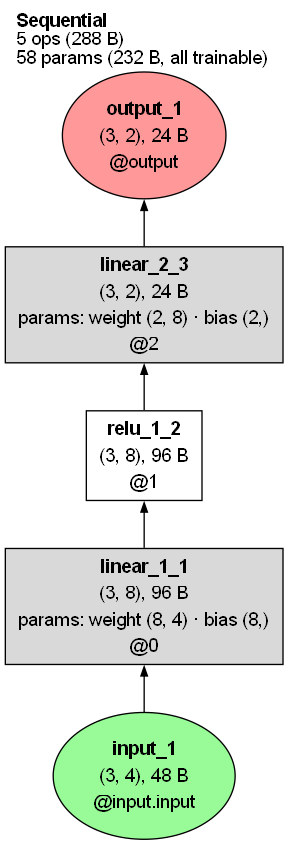 Sequential
5 ops (288 B)
58 params (232 B, all trainable)
output_1
(3, 2), 24 B
@output
linear_2_3
(3, 2), 24 B
params: weight (2, 8) · bias (2,)
@2
relu_1_2
(3, 8), 96 B
@1
linear_1_1
(3, 8), 96 B
params: weight (8, 4) · bias (8,)
@0
input_1
(3, 4), 48 B
@input.input